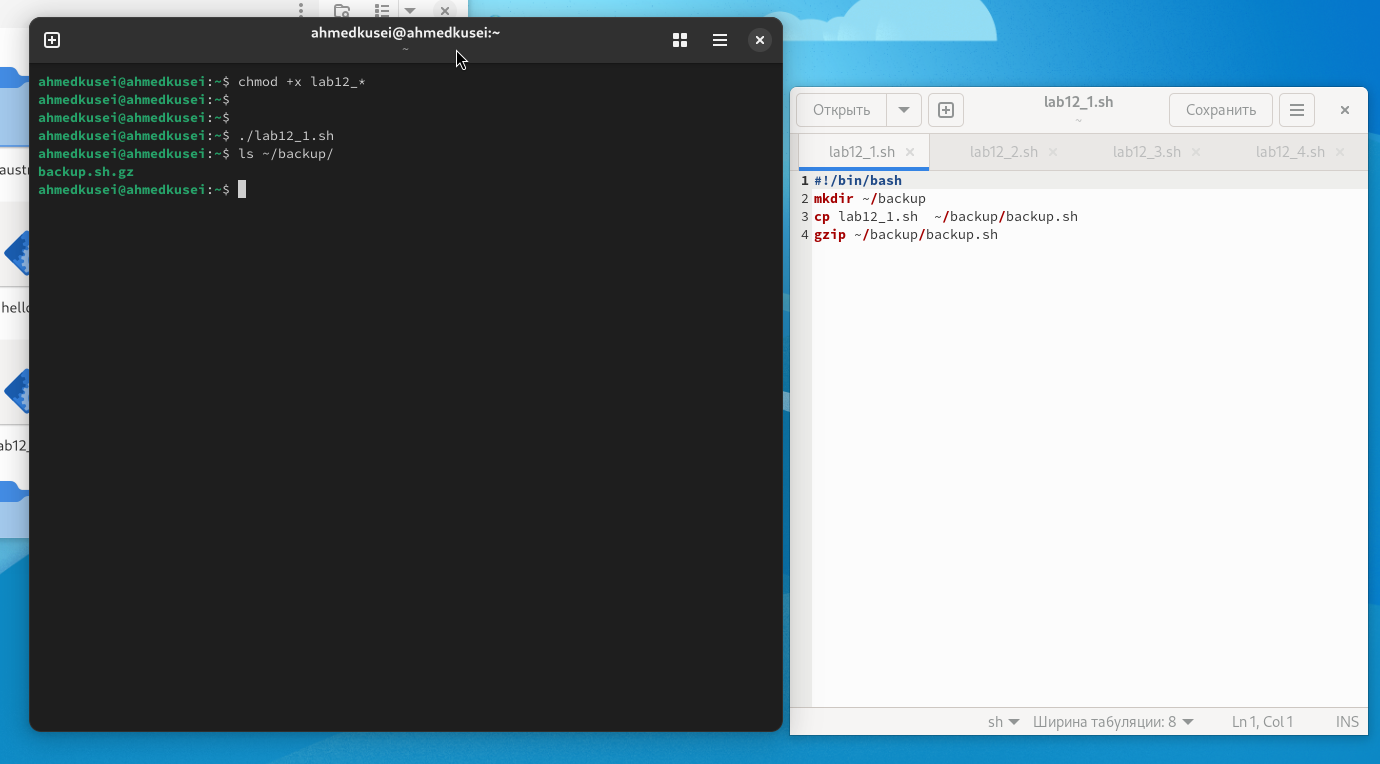 ahmedkusei@ahmedkusei:~
~
ahmedkusei@ahmedkusei:~$ chmod +x lab12_*
ahmedkusei@ahmedkusei:~$
ahmedkusei@ahmedkusei:~$
ahmedkusei@ahmedkusei:~$ ./lab12_1.sh
ahmedkusei@ahmedkusei:~$ ls ~/backup/
backup.sh.gz
ahmedkusei@ahmedkusei:~$
Открыть
lab12_1.sh
~
Сохранить
lab12_1.sh
lab12_2.sh
lab12_3.sh
lab12_4.sh
1 #!/bin/bash
2 mkdir ~/backup
3 cp lab12_1.sh  ~/backup/backup.sh
4 gzip ~/backup/backup.sh
sh
Ширина табуляции: 8
Ln 1, Col 1
INS
hello